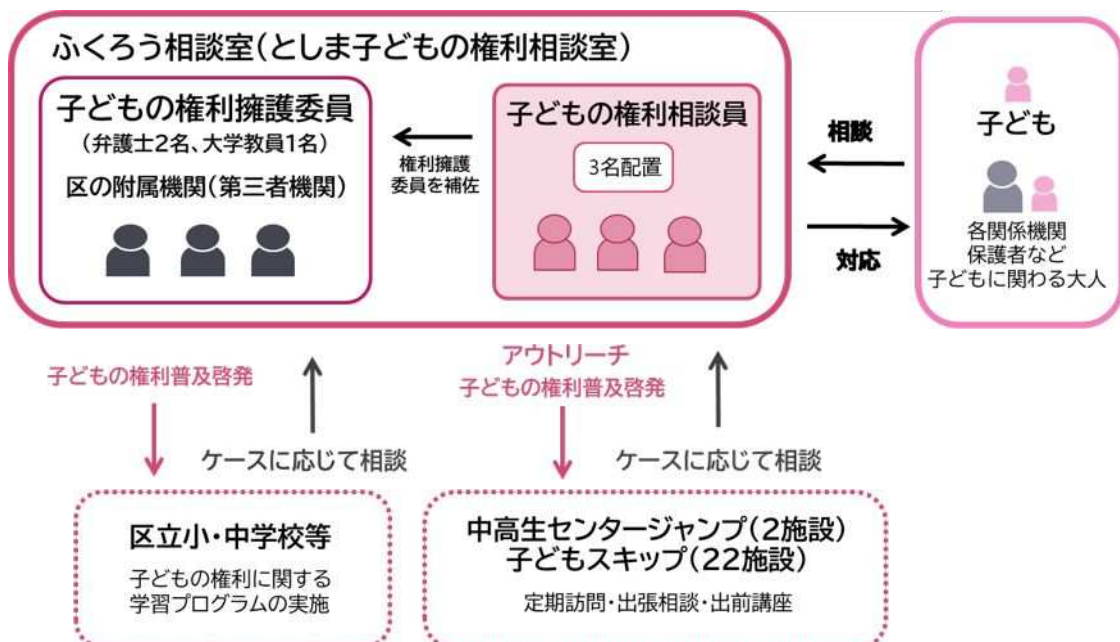 ふくろう相談室(としま子どもの権利相談室)
子どもの権利擁護委員
(弁護士2名、大学教員1名)
区の附属機関(第三者機関)
権利擁護
委員を補佐
子どもの権利相談員
3名配置
相談
対応
子ども
各関係機関
保護者など
子どもに関わる大人
子どもの権利普及啓発
ケースに応じて相談
アウトリーチ
子どもの権利普及啓発
ケースに応じて相談
区立小・中学校等
子どもの権利に関する
学習プログラムの実施
中高生センタージャンプ(2施設)
子どもスキップ(22施設)
定期訪問・出張相談・出前講座